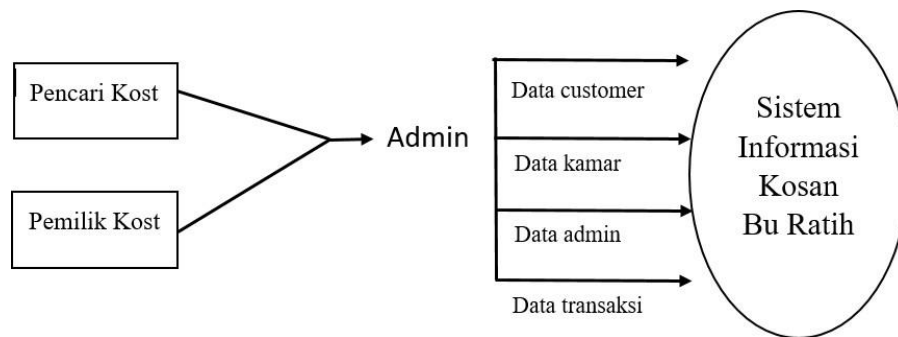 Pencari Kost
Pemilik Kost
Admin
Data customer
Data kamar
Data admin
Data transaksi
Sistem
Informasi
Kosan
Bu Ratih